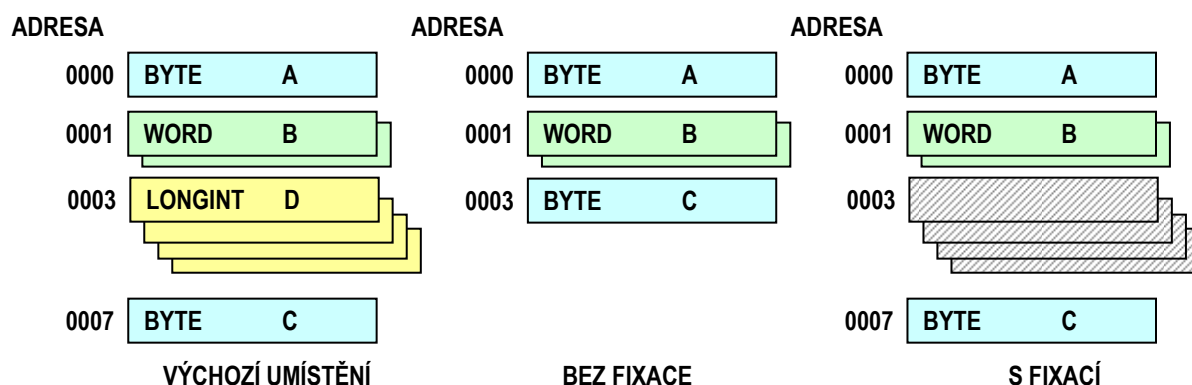 ADRESA ADRESA ADRESA
0000 BYTE A 0000 BYTE A 0000 BYTE A
0001 WORD B 0001 WORD B 0001 WORD B
0003 LONGINT D 0003 BYTE C 0003
0007 BYTE C 0007 BYTE C
VÝCHOZÍ UMÍSTĚNÍ BEZ FIXACE S FIXACÍ